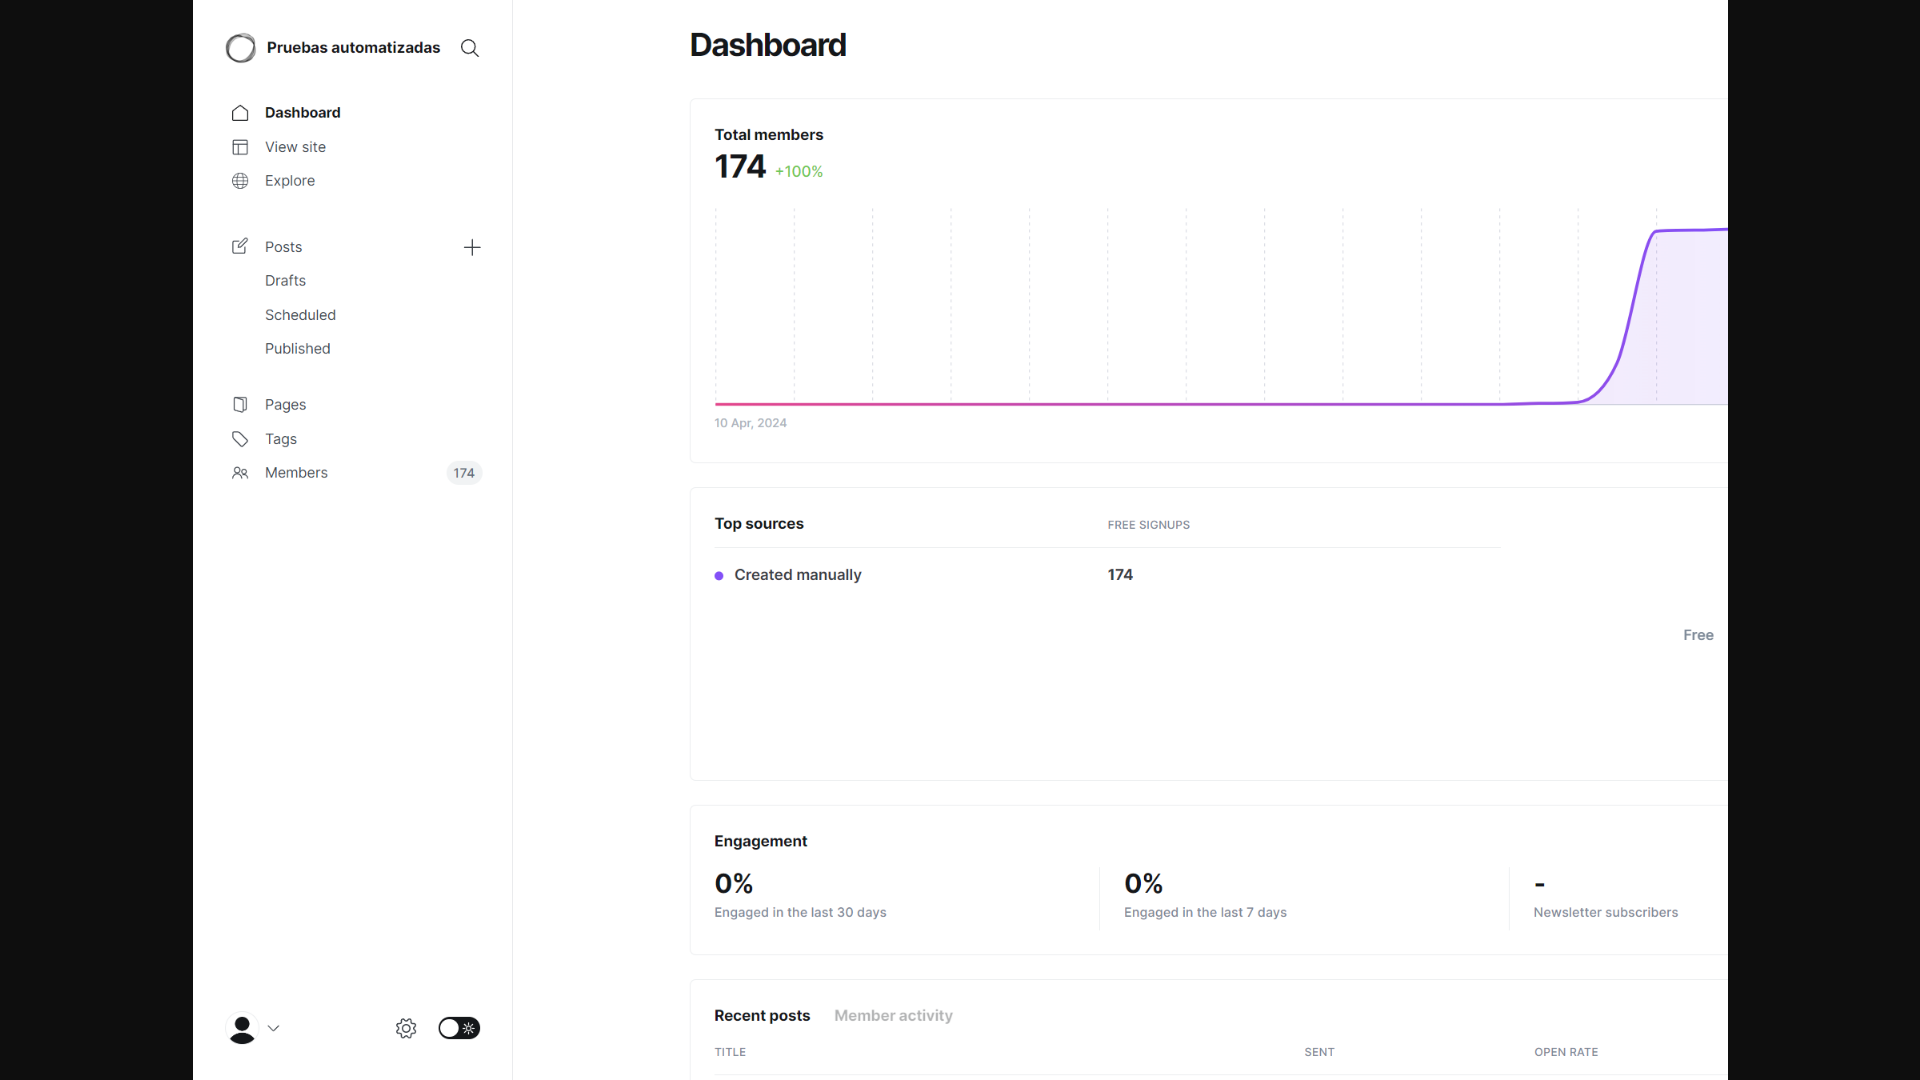 Pruebas automatizadas
Dashboard
View site
Explore
Posts
Drafts
Scheduled
Published
Pages
Tags
Members 174
Dashboard
Total members
174 +100%
10 Apr, 2024
Top sources FREE SIGNUPS
Created manually 174
Free
Engagement
0% 0% -
Engaged in the last 30 days Engaged in the last 7 days Newsletter subscribers
Recent posts Member activity
TITLE SENT OPEN RATE